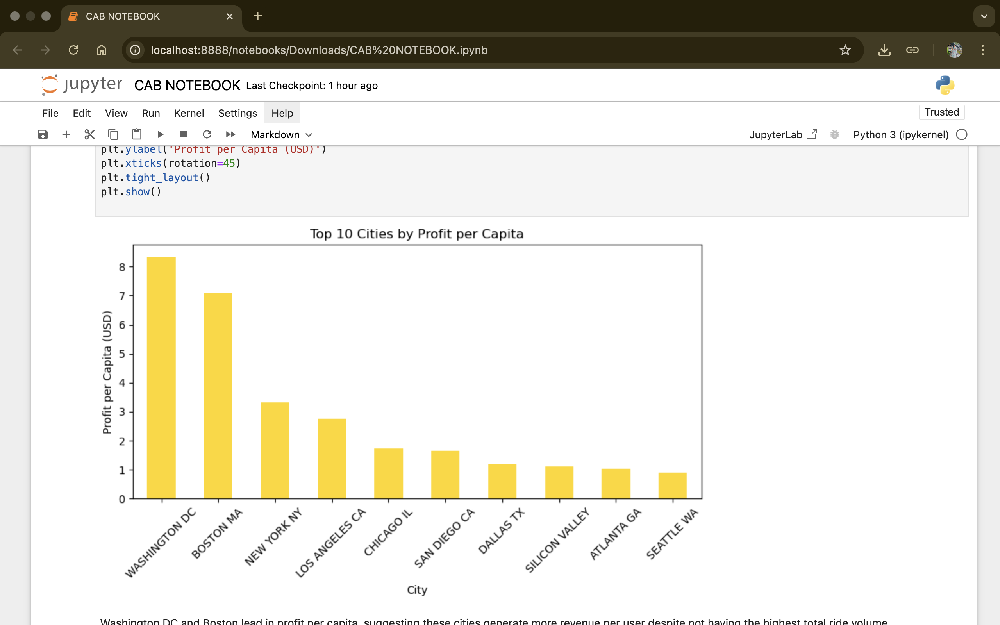 CAB NOTEBOOK
localhost:8888/notebooks/Downloads/CAB%20NOTEBOOK.ipynb
jupyter CAB NOTEBOOK Last Checkpoint: 1 hour ago
File Edit View Run Kernel Settings Help Trusted
Markdown JupyterLab Python 3 (ipykernel)
plt.ylabel('Profit per Capita (USD)')
plt.xticks(rotation=45)
plt.tight_layout()
plt.show()
Top 10 Cities by Profit per Capita
Profit per Capita (USD)
8
7
6
5
4
3
2
1
0
WASHINGTON DC
BOSTON MA
NEW YORK NY
LOS ANGELES CA
CHICAGO IL
SAN DIEGO CA
DALLAS TX
SILICON VALLEY
ATLANTA GA
SEATTLE WA
City
Washington DC and Boston lead in profit per capita, suggesting these cities generate more revenue per user despite not having the highest total ride volume